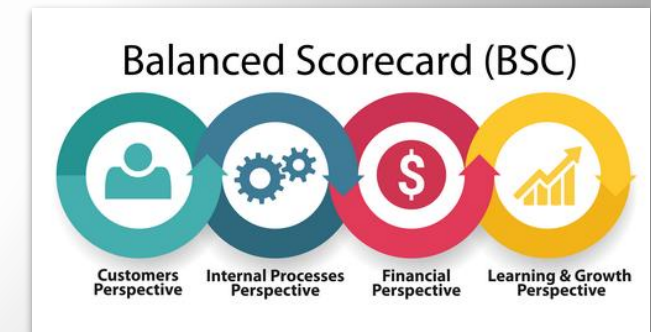 Balanced Scorecard (BSC)
$
Customers
Perspective
Internal Processes
Perspective
Financial
Perspective
Learning & Growth
Perspective